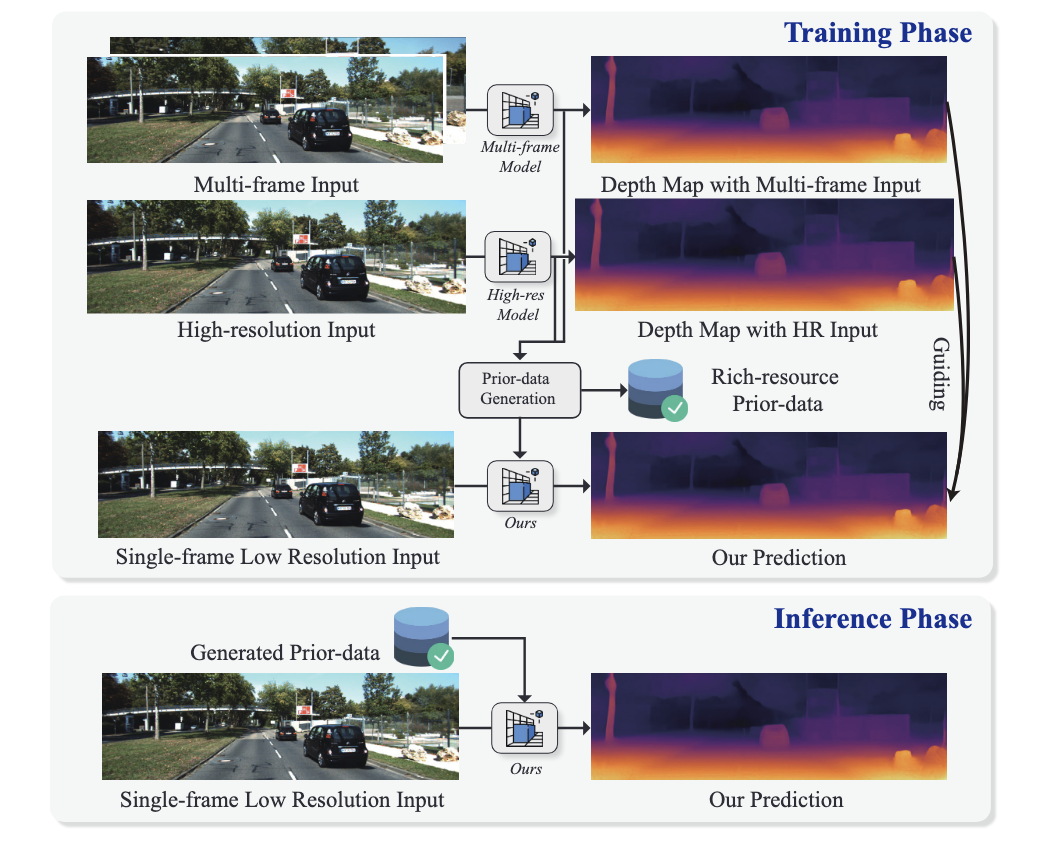 Training Phase
Multi-frame
Model
Multi-frame Input
Depth Map with Multi-frame Input
High-res
Model
High-resolution Input
Depth Map with HR Input
Guiding
Prior-data
Generation
Rich-resource
Prior-data
Ours
Single-frame Low Resolution Input
Our Prediction
Inference Phase
Generated Prior-data
Ours
Single-frame Low Resolution Input
Our Prediction